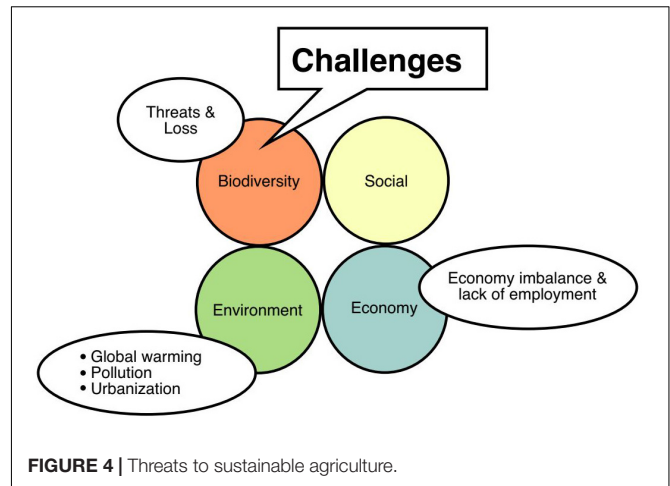 Challenges
Threats &
Loss
Biodiversity
Social
Economy imbalance &
lack of employment
Environment
Economy
• Global warming
• Pollution
• Urbanization
FIGURE 4 | Threats to sustainable agriculture.